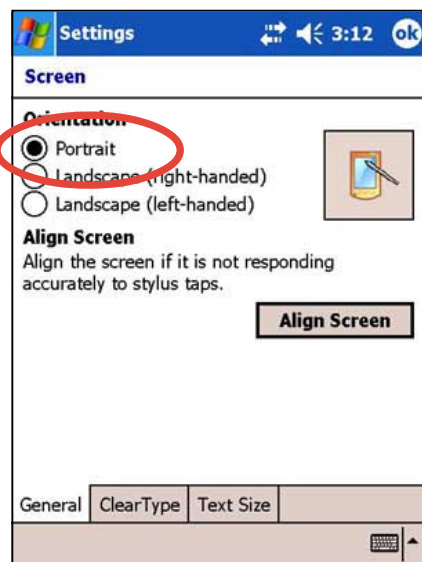 Settings 3:12 ok
Screen
Orientation
Portrait
Landscape (right-handed)
Landscape (left-handed)
Align Screen
Align the screen if it is not responding
accurately to stylus taps.
Align Screen
General ClearType Text Size